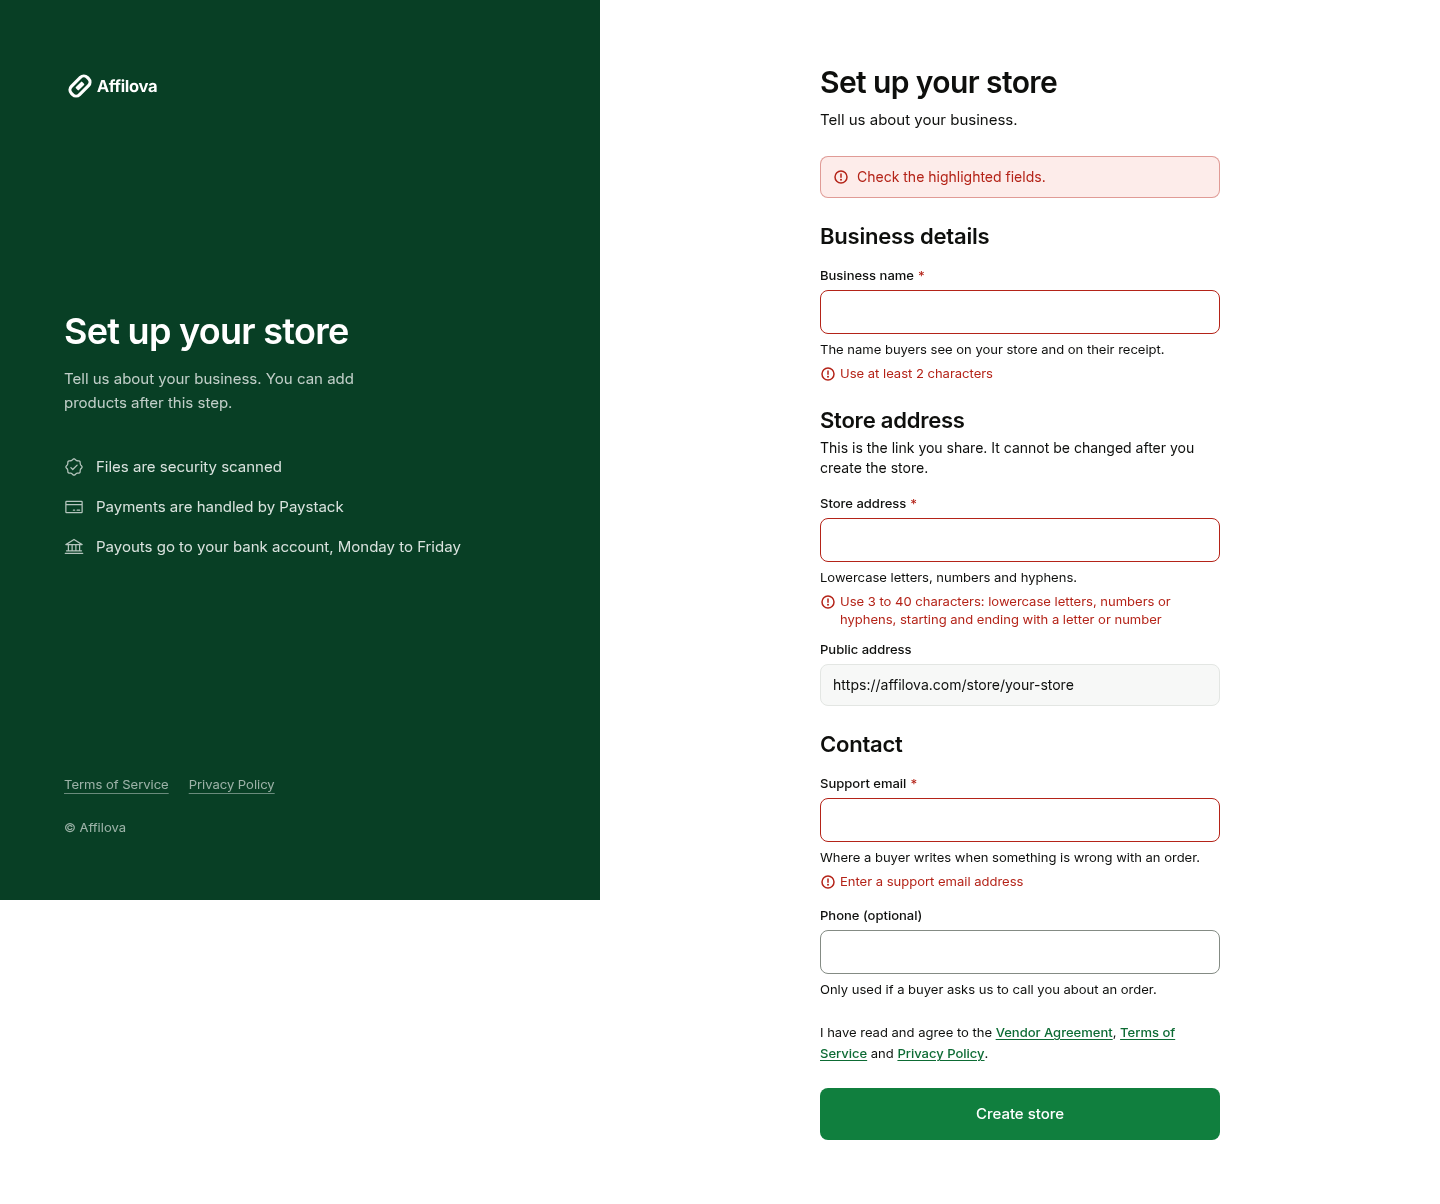 Affilova
Set up your store
Tell us about your business. You can add
products after this step.
Files are security scanned
Payments are handled by Paystack
Payouts go to your bank account, Monday to Friday
Terms of Service Privacy Policy
© Affilova
Set up your store
Tell us about your business.
Check the highlighted fields.
Business details
Business name *
The name buyers see on your store and on their receipt.
Use at least 2 characters
Store address
This is the link you share. It cannot be changed after you
create the store.
Store address *
Lowercase letters, numbers and hyphens.
Use 3 to 40 characters: lowercase letters, numbers or
hyphens, starting and ending with a letter or number
Public address
https://affilova.com/store/your-store
Contact
Support email *
Where a buyer writes when something is wrong with an order.
Enter a support email address
Phone (optional)
Only used if a buyer asks us to call you about an order.
I have read and agree to the Vendor Agreement, Terms of
Service and Privacy Policy.
Create store